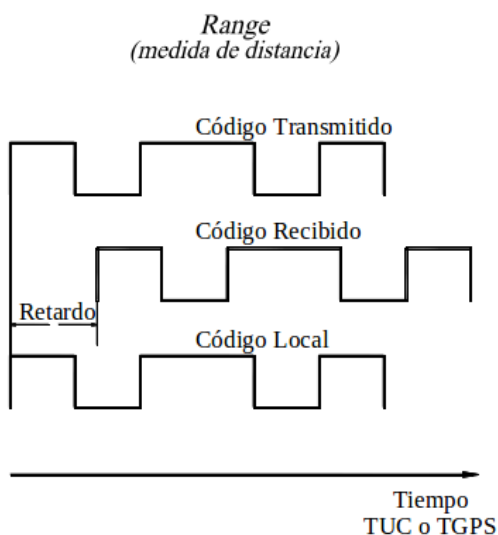 Range
(medida de distancia)
Código Transmitido
Código Recibido
Retardo
Código Local
Tiempo
TUC o TGPS